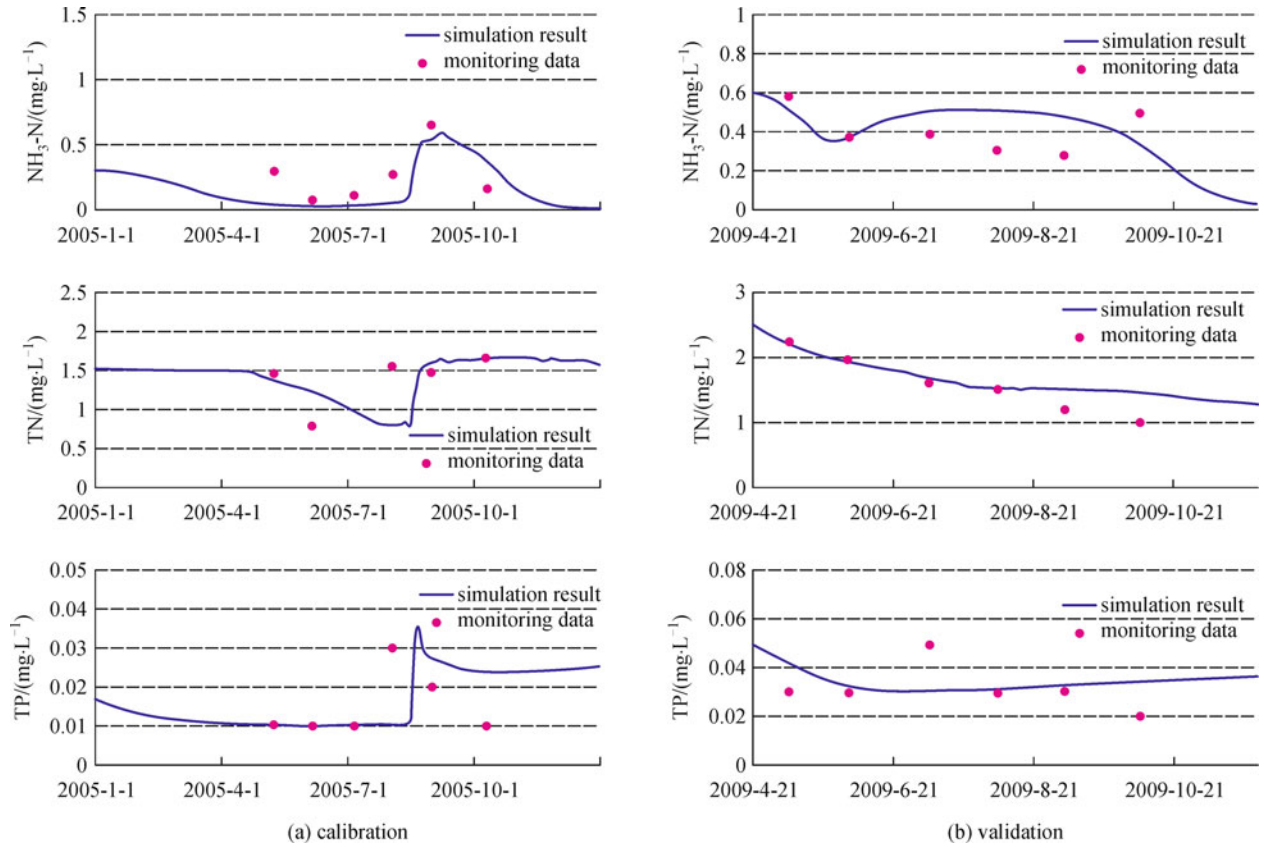 1.5
simulation result
monitoring data
1
0.5
0
NH₃-N/(mg·L⁻¹)
2005-1-1 2005-4-1 2005-7-1 2005-10-1
1
simulation result
0.8
monitoring data
0.6
0.4
0.2
0
NH₃-N/(mg·L⁻¹)
2009-4-21 2009-6-21 2009-8-21 2009-10-21
2.5
2
1.5
1
simulation result
0.5
monitoring data
0
TN/(mg·L⁻¹)
2005-1-1 2005-4-1 2005-7-1 2005-10-1
3
simulation result
monitoring data
2
1
0
TN/(mg·L⁻¹)
2009-4-21 2009-6-21 2009-8-21 2009-10-21
0.05
simulation result
0.04
monitoring data
0.03
0.02
0.01
0
TP/(mg·L⁻¹)
2005-1-1 2005-4-1 2005-7-1 2005-10-1
0.08
simulation result
0.06
monitoring data
0.04
0.02
0
TP/(mg·L⁻¹)
2009-4-21 2009-6-21 2009-8-21 2009-10-21
(a) calibration
(b) validation